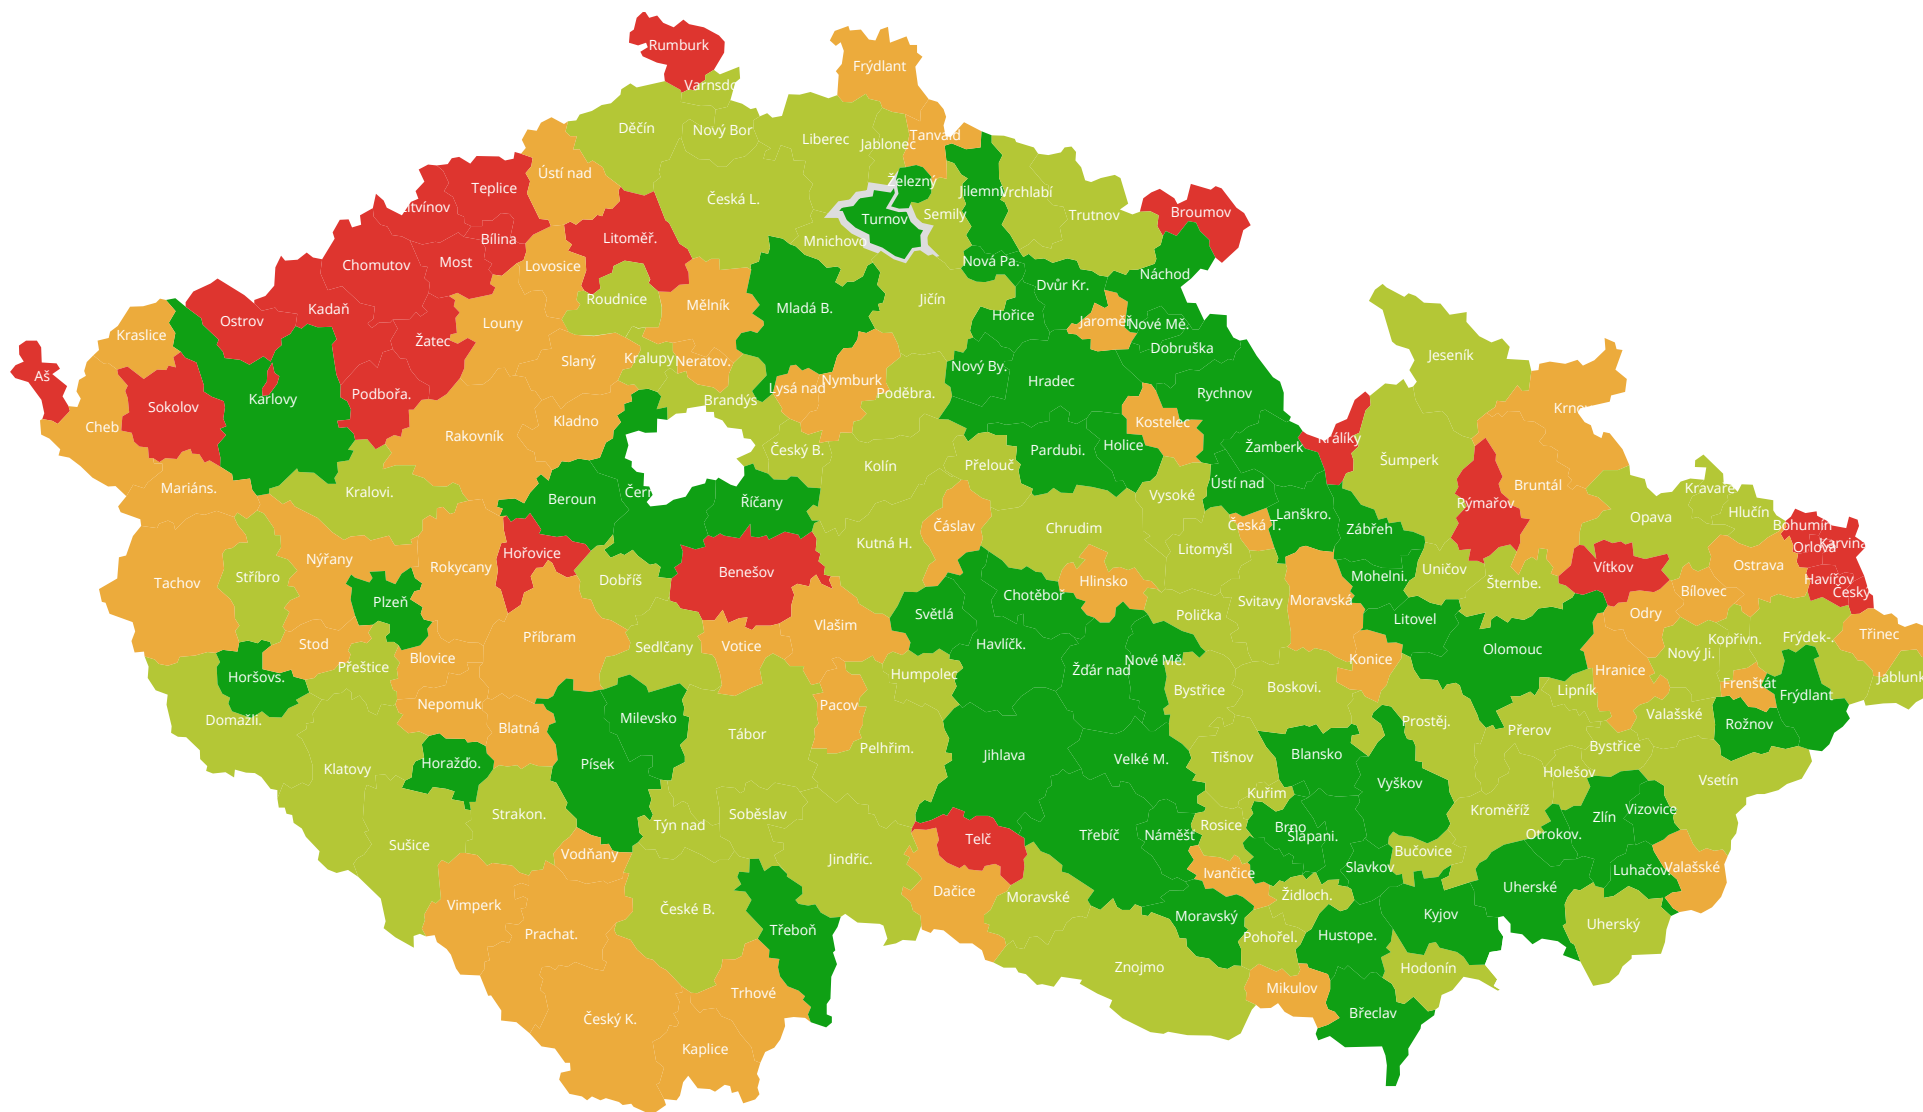 Rumburk
Frýdlant
Varnsdo
Děčín
Nový Bor
Liberec
Tanvald
Jablonec
Ústí nad
Teplice
Železný
Jilemni
Vrchlabí
Česká L.
itvínov
Turnov
Semily
Trutnov
Broumov
Bílina
Litoměř.
Mnichovo
Chomutov
Most
Lovosice
Nová Pa.
Náchod
Dvůr Kr.
Roudnice
Jičín
Kadaň
Mělník
Mladá B.
Hořice
Ostrov
Louny
Jaroměř
Nové Mě.
Kraslice
Žatec
Dobruška
Jeseník
Slaný
Kralupy
Neratov.
Nový By.
Aš
Nymburk
Hradec
Lysá nad
Poděbra.
Rychnov
Podbořa.
Karlovy
Brandýs
Sokolov
Krno
Kladno
Kostelec
Cheb
Rakovník
Králíky
Holice
Žamberk
Český B.
Pardubi.
Šumperk
Kolín
Přelouč
Ústí nad
Bruntál
Mariáns.
Kralovi.
Černo
Vysoké
Kravaře
Beroun
Říčany
Rýmařov
Hlučín
Lanškro.
Opava
Čáslav
Chrudim
Česká T.
Bohumín
Zábřeh
Kutná H.
Karviná
Orlová
Litomyšl
Hořovice
Nýřany
Ostrava
Rokycany
Vítkov
Uničov
Benešov
Mohelni.
Stříbro
Dobříš
Hlinsko
Havířov
Tachov
Šternbe.
Bílovec
Český
Chotěboř
Plzeň
Svitavy
Moravská
Odry
Světlá
Polička
Litovel
Vlašim
Třinec
Příbram
Frýdek-.
Kopřivn.
Stod
Havlíčk.
Votice
Sedlčany
Olomouc
Nový Ji.
Blovice
Nové Mě.
Konice
Přeštice
Žďár nad
Hranice
Humpolec
Horšovs.
Jablunk
Boskovi.
Frenštát
Bystřice
Lipník
Frýdlant
Nepomuk
Pacov
Valašské
Milevsko
Domažli.
Prostěj.
Rožnov
Blatná
Přerov
Tábor
Bystřice
Pelhřim.
Jihlava
Blansko
Tišnov
Velké M.
Horažďo.
Písek
Klatovy
Holešov
Vsetín
Vyškov
Kuřim
Vizovice
Kroměříž
Strakon.
Soběslav
Zlín
Týn nad
Rosice
Brno
Otrokov.
Třebíč
Náměšť
Šlapani.
Telč
Sušice
Bučovice
Vodňany
Jindřic.
Slavkov
Valašské
Luhačov.
Ivančice
Uherské
Dačice
Židloch.
Moravské
Vimperk
České B.
Kyjov
Moravský
Uherský
Třeboň
Prachat.
Hustope.
Pohořel.
Znojmo
Hodonín
Mikulov
Trhové
Břeclav
Český K.
Kaplice